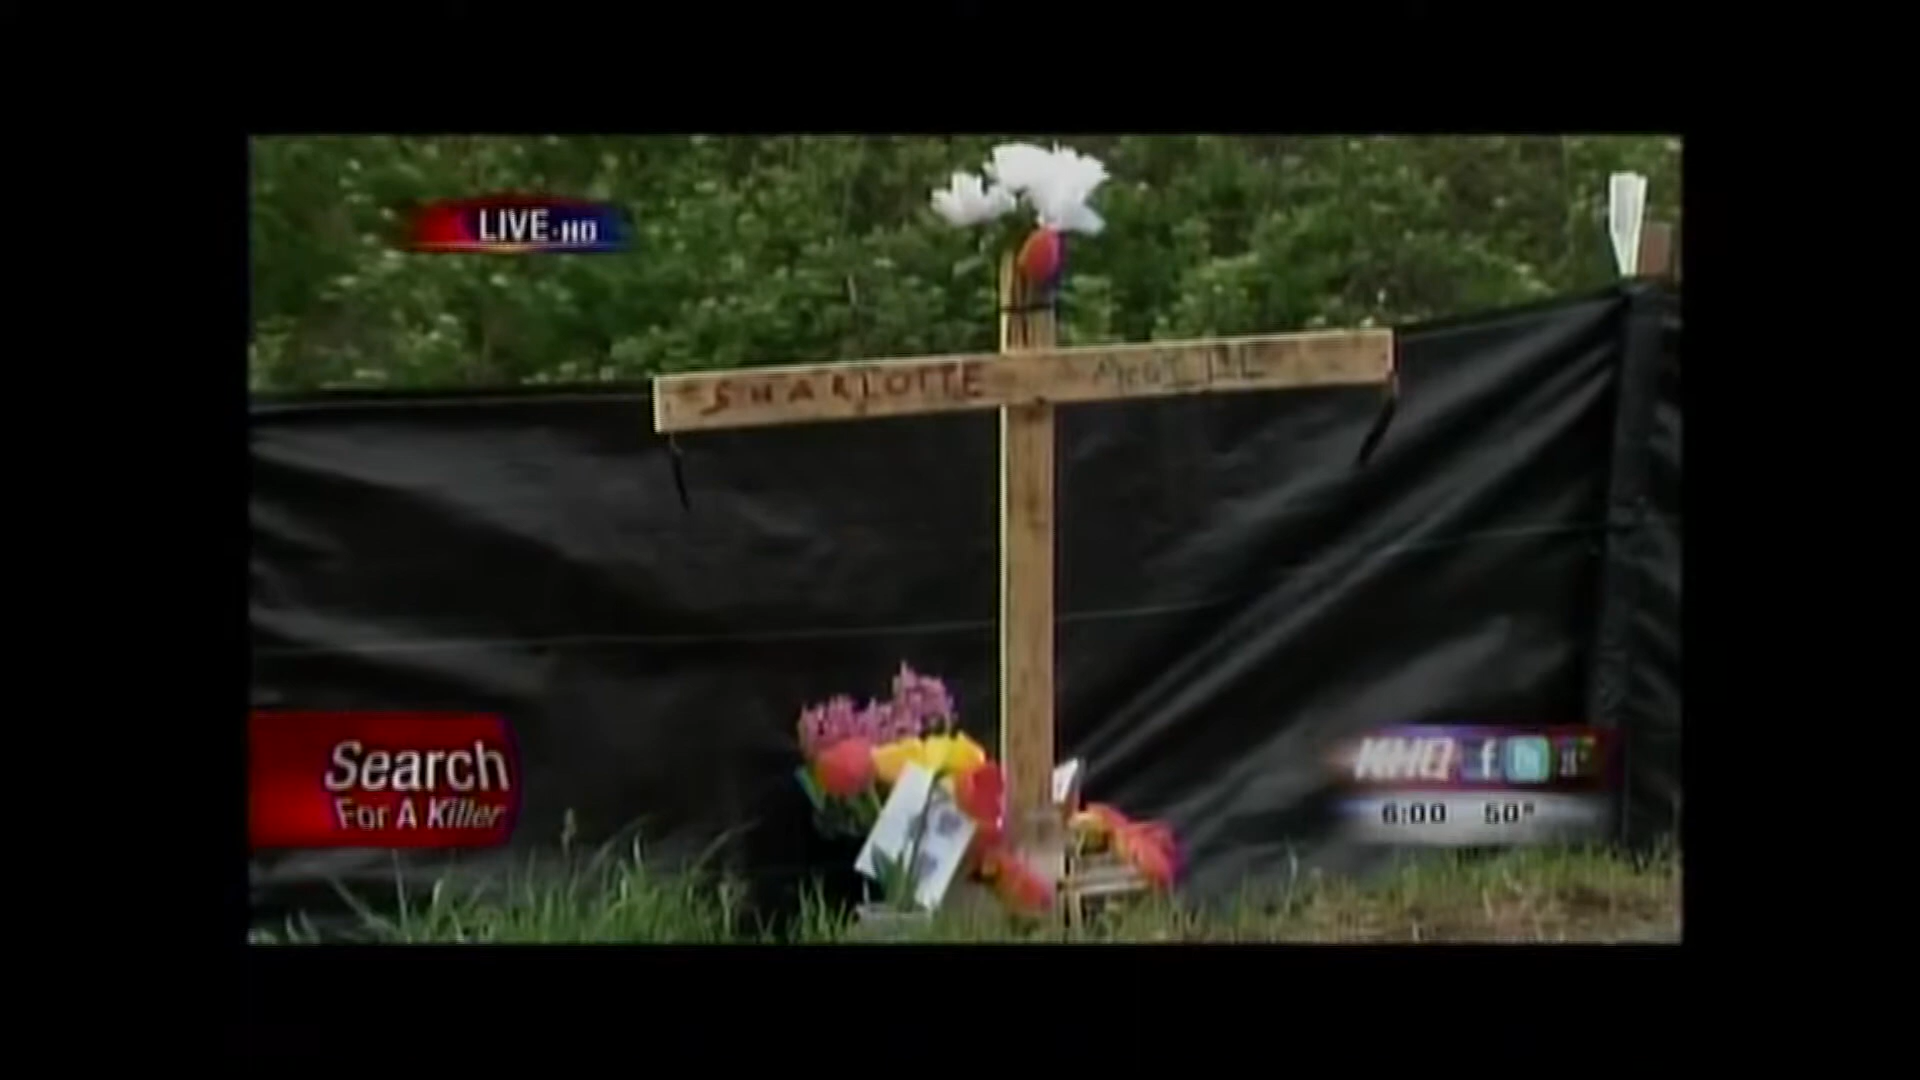 LIVE-HD
SHARLOTTE
Search
For A Killer
KHQ f
6:00 50°